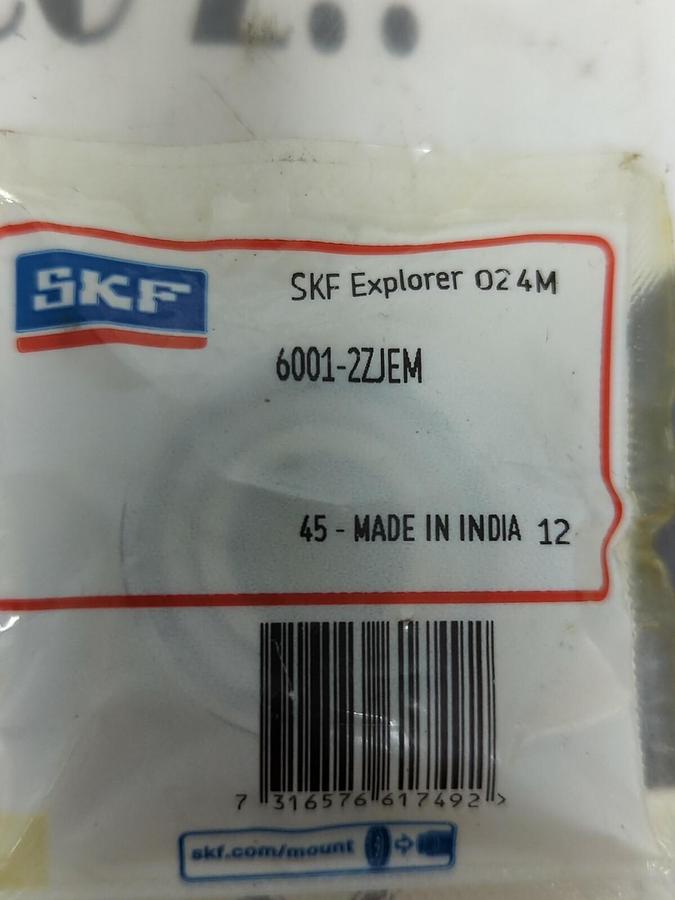 SKF
SKF Explorer 024M
6001-2ZJEM
45 - MADE IN INDIA 12
7 316576 617492 >
skf.com/mount